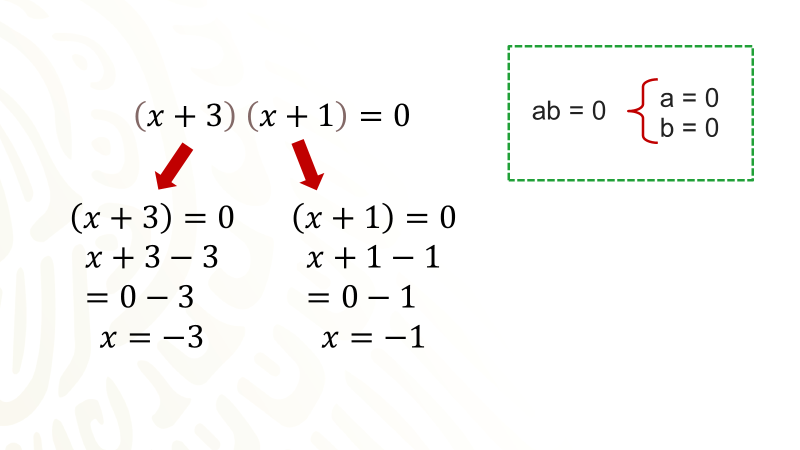 (x + 3) (x + 1) = 0
ab = 0
a = 0
b = 0
(x + 3) = 0
x + 3 − 3
= 0 − 3
x = −3
(x + 1) = 0
x + 1 − 1
= 0 − 1
x = −1